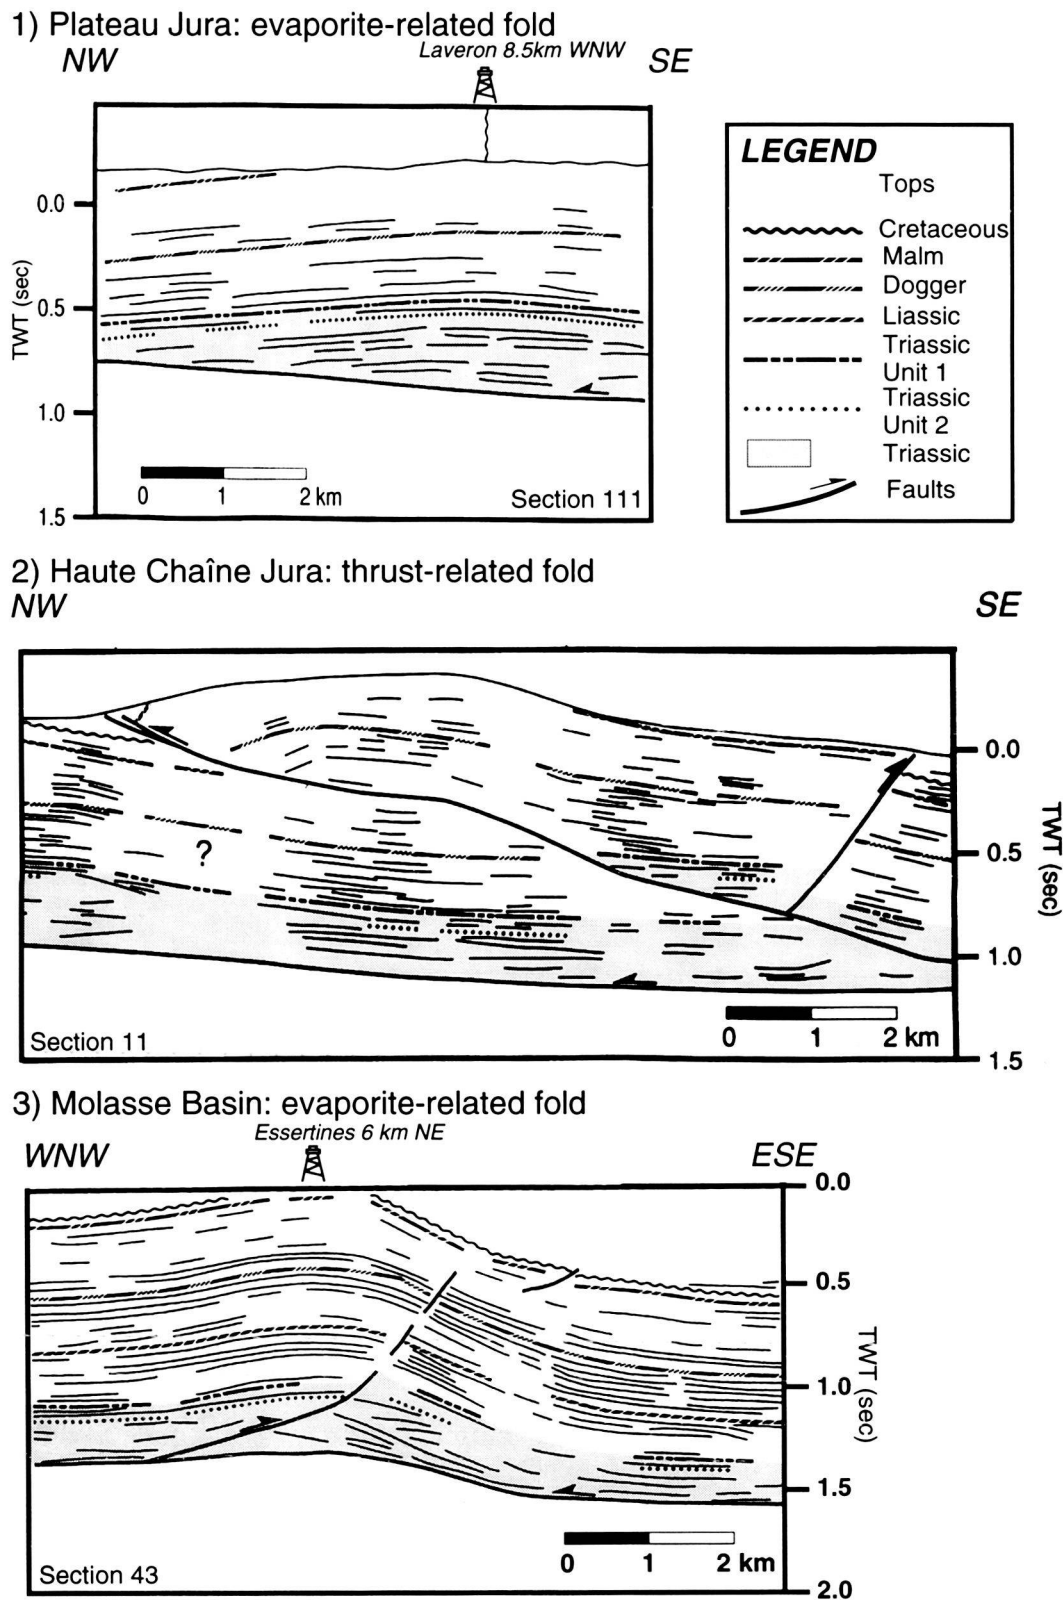 1) Plateau Jura: evaporite-related fold
Laveron 8.5km WNW
NW
SE
LEGEND
Tops
Cretaceous
Malm
Dogger
Liassic
Triassic
Unit 1
Triassic
Unit 2
Triassic
Faults
0.0
0.5
1.0
1.5
TWT (sec)
0 1 2 km
Section 111
2) Haute Chaîne Jura: thrust-related fold
NW
SE
?
0.0
0.5
1.0
1.5
TWT (sec)
0 1 2 km
Section 11
3) Molasse Basin: evaporite-related fold
Essertines 6 km NE
WNW
ESE
0.0
0.5
1.0
1.5
2.0
TWT (sec)
0 1 2 km
Section 43